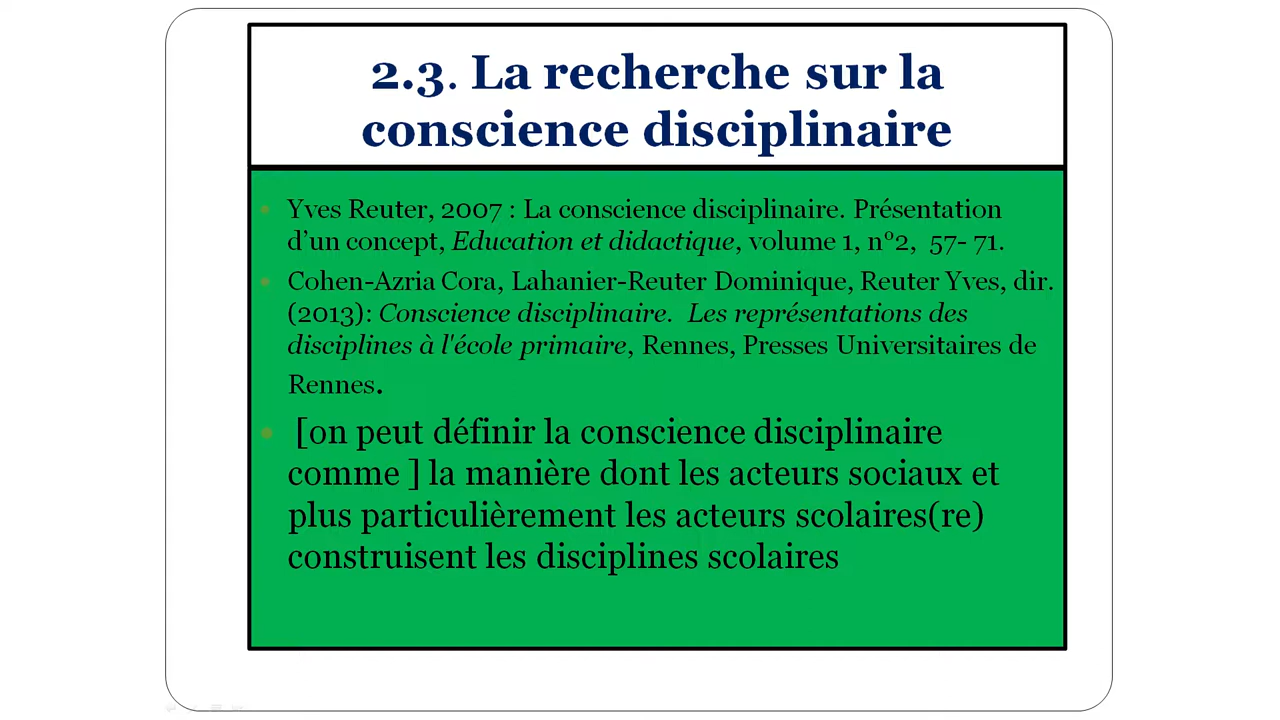 2.3. La recherche sur la
conscience disciplinaire
Yves Reuter, 2007 : La conscience disciplinaire. Présentation
d’un concept, Education et didactique, volume 1, n°2,  57- 71.
Cohen-Azria Cora, Lahanier-Reuter Dominique, Reuter Yves, dir.
(2013): Conscience disciplinaire.  Les représentations des
disciplines à l'école primaire, Rennes, Presses Universitaires de
Rennes.
[on peut définir la conscience disciplinaire
comme ] la manière dont les acteurs sociaux et
plus particulièrement les acteurs scolaires(re)
construisent les disciplines scolaires